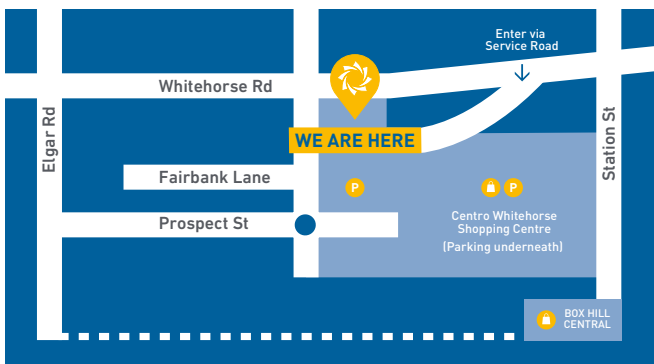 Enter via
Service Road
Whitehorse Rd
Elgar Rd
WE ARE HERE
Station St
Fairbank Lane
P
P
Prospect St
Centro Whitehorse
Shopping Centre
(Parking underneath)
BOX HILL
CENTRAL